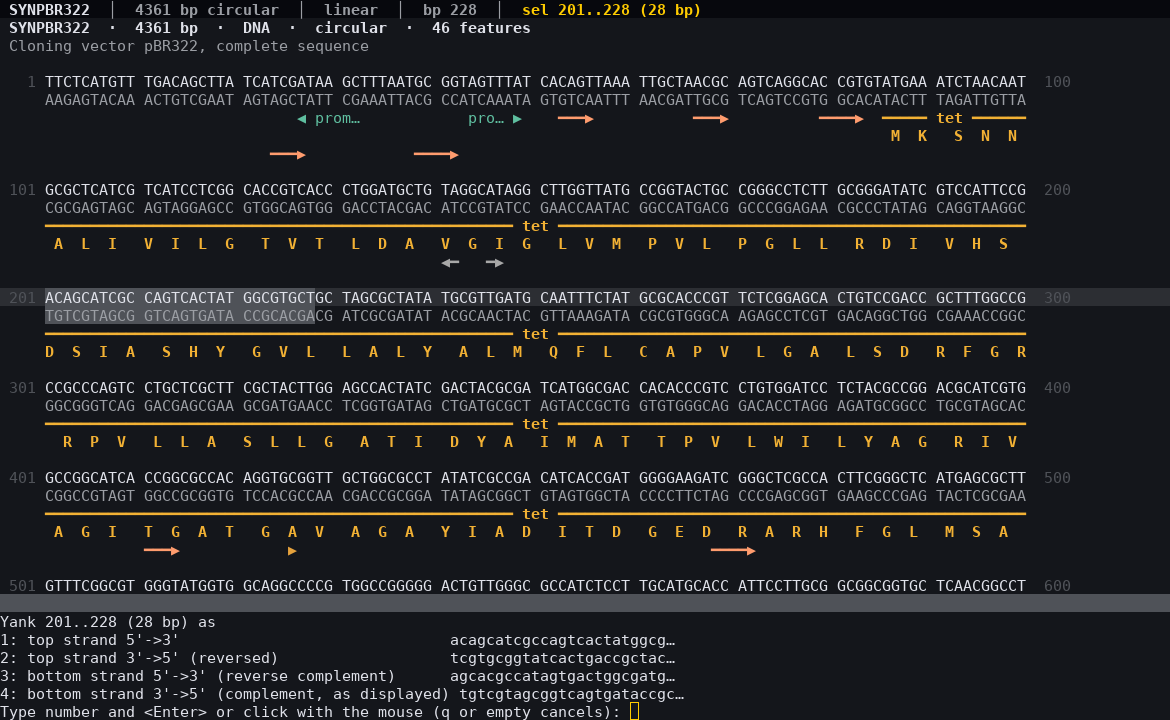 SYNPBR322 │ 4361 bp circular │ linear │ bp 228 │ sel 201..228 (28 bp)
SYNPBR322 · 4361 bp · DNA · circular · 46 features
Cloning vector pBR322, complete sequence
1 TTCTCATGTT TGACAGCTTA TCATCGATAA GCTTTAATGC GGTAGTTTAT CACAGTTAAA TTGCTAACGC AGTCAGGCAC CGTGTATGAA ATCTAACAAT 100
AAGAGTACAA ACTGTCGAAT AGTAGCTATT CGAAATTACG CCATCAAATA GTGTCAATTT AACGATTGCG TCAGTCCGTG GCACATACTT TAGATTGTTA
◀ prom… pro… ▶ tet
M K S N N
101 GCGCTCATCG TCATCCTCGG CACCGTCACC CTGGATGCTG TAGGCATAGG CTTGGTTATG CCGGTACTGC CGGGCCTCTT GCGGGATATC GTCCATTCCG 200
CGCGAGTAGC AGTAGGAGCC GTGGCAGTGG GACCTACGAC ATCCGTATCC GAACCAATAC GGCCATGACG GCCCGGAGAA CGCCCTATAG CAGGTAAGGC
tet
A L I V I L G T V T L D A V G I G L V M P V L P G L L R D I V H S
201 ACAGCATCGC CAGTCACTAT GGCGTGCTGC TAGCGCTATA TGCGTTGATG CAATTTCTAT GCGCACCCGT TCTCGGAGCA CTGTCCGACC GCTTTGGCCG 300
TGTCGTAGCG GTCAGTGATA CCGCACGACG ATCGCGATAT ACGCAACTAC GTTAAAGATA CGCGTGGGCA AGAGCCTCGT GACAGGCTGG CGAAACCGGC
tet
D S I A S H Y G V L L A L Y A L M Q F L C A P V L G A L S D R F G R
301 CCGCCCAGTC CTGCTCGCTT CGCTACTTGG AGCCACTATC GACTACGCGA TCATGGCGAC CACACCCGTC CTGTGGATCC TCTACGCCGG ACGCATCGTG 400
GGCGGGTCAG GACGAGCGAA GCGATGAACC TCGGTGATAG CTGATGCGCT AGTACCGCTG GTGTGGGCAG GACACCTAGG AGATGCGGCC TGCGTAGCAC
tet
R P V L L A S L L G A T I D Y A I M A T T P V L W I L Y A G R I V
401 GCCGGCATCA CCGGCGCCAC AGGTGCGGTT GCTGGCGCCT ATATCGCCGA CATCACCGAT GGGGAAGATC GGGCTCGCCA CTTCGGGCTC ATGAGCGCTT 500
CGGCCGTAGT GGCCGCGGTG TCCACGCCAA CGACCGCGGA TATAGCGGCT GTAGTGGCTA CCCCTTCTAG CCCGAGCGGT GAAGCCCGAG TACTCGCGAA
tet
A G I T G A T G A V A G A Y I A D I T D G E D R A R H F G L M S A
501 GTTTCGGCGT GGGTATGGTG GCAGGCCCCG TGGCCGGGGG ACTGTTGGGC GCCATCTCCT TGCATGCACC ATTCCTTGCG GCGGCGGTGC TCAACGGCCT 600
Yank 201..228 (28 bp) as
1: top strand 5'->3' acagcatcgccagtcactatggcg…
2: top strand 3'->5' (reversed) tcgtgcggtatcactgaccgctac…
3: bottom strand 5'->3' (reverse complement) agcacgccatagtgactggcgatg…
4: bottom strand 3'->5' (complement, as displayed) tgtcgtagcggtcagtgataccgc…
Type number and <Enter> or click with the mouse (q or empty cancels):